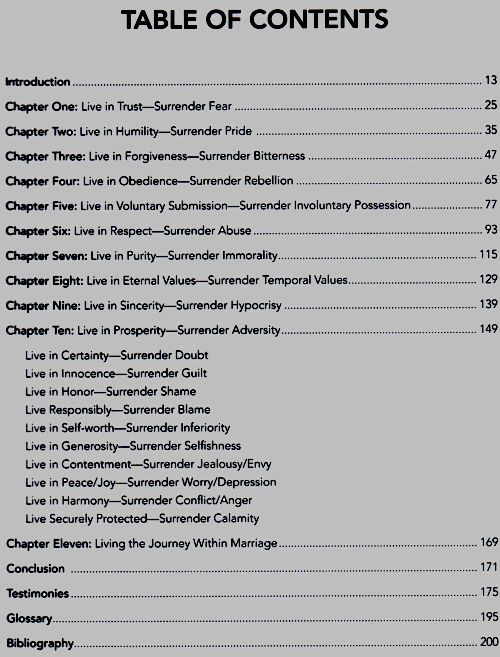 TABLE OF CONTENTS
Introduction ........ 13
Chapter One: Live in Trust—Surrender Fear ........ 25
Chapter Two: Live in Humility—Surrender Pride ........ 35
Chapter Three: Live in Forgiveness—Surrender Bitterness ........ 47
Chapter Four: Live in Obedience—Surrender Rebellion ........ 65
Chapter Five: Live in Voluntary Submission—Surrender Involuntary Possession ........ 77
Chapter Six: Live in Respect—Surrender Abuse ........ 93
Chapter Seven: Live in Purity—Surrender Immorality ........ 115
Chapter Eight: Live in Eternal Values—Surrender Temporal Values ........ 129
Chapter Nine: Live in Sincerity—Surrender Hypocrisy ........ 139
Chapter Ten: Live in Prosperity—Surrender Adversity ........ 149
Live in Certainty—Surrender Doubt
Live in Innocence—Surrender Guilt
Live in Honor—Surrender Shame
Live Responsibly—Surrender Blame
Live in Self-worth—Surrender Inferiority
Live in Generosity—Surrender Selfishness
Live in Contentment—Surrender Jealousy/Envy
Live in Peace/Joy—Surrender Worry/Depression
Live in Harmony—Surrender Conflict/Anger
Live Securely Protected—Surrender Calamity
Chapter Eleven: Living the Journey Within Marriage ........ 169
Conclusion ........ 171
Testimonies ........ 175
Glossary ........ 195
Bibliography ........ 200